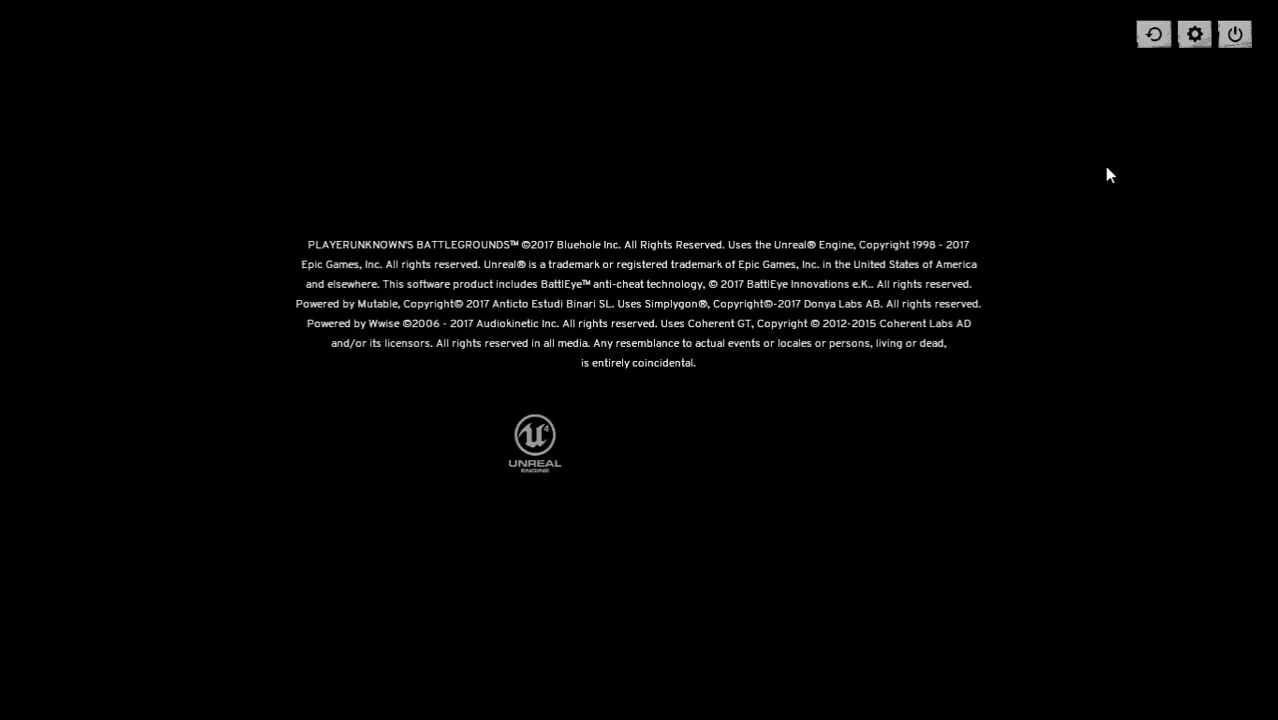 PLAYERUNKNOWN'S BATTLEGROUNDS™ ©2017 Bluehole Inc. All Rights Reserved. Uses the Unreal® Engine, Copyright 1998 - 2017
Epic Games, Inc. All rights reserved. Unreal® is a trademark or registered trademark of Epic Games, Inc. in the United States of America
and elsewhere. This software product includes BattlEye™ anti-cheat technology, © 2017 BattlEye Innovations e.K.. All rights reserved.
Powered by Mutable, Copyright© 2017 Anticto Estudi Binari SL. Uses Simplygon®, Copyright©-2017 Donya Labs AB. All rights reserved.
Powered by Wwise ©2006 - 2017 Audiokinetic Inc. All rights reserved. Uses Coherent GT, Copyright © 2012-2015 Coherent Labs AD
and/or its licensors. All rights reserved in all media. Any resemblance to actual events or locales or persons, living or dead,
is entirely coincidental.
U4
UNREAL
ENGINE